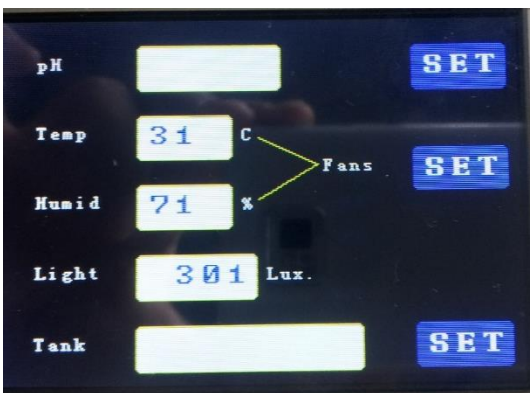 pH SET
Temp 31 C
Fans SET
Humid 71 %
Light 301 Lux.
Tank SET